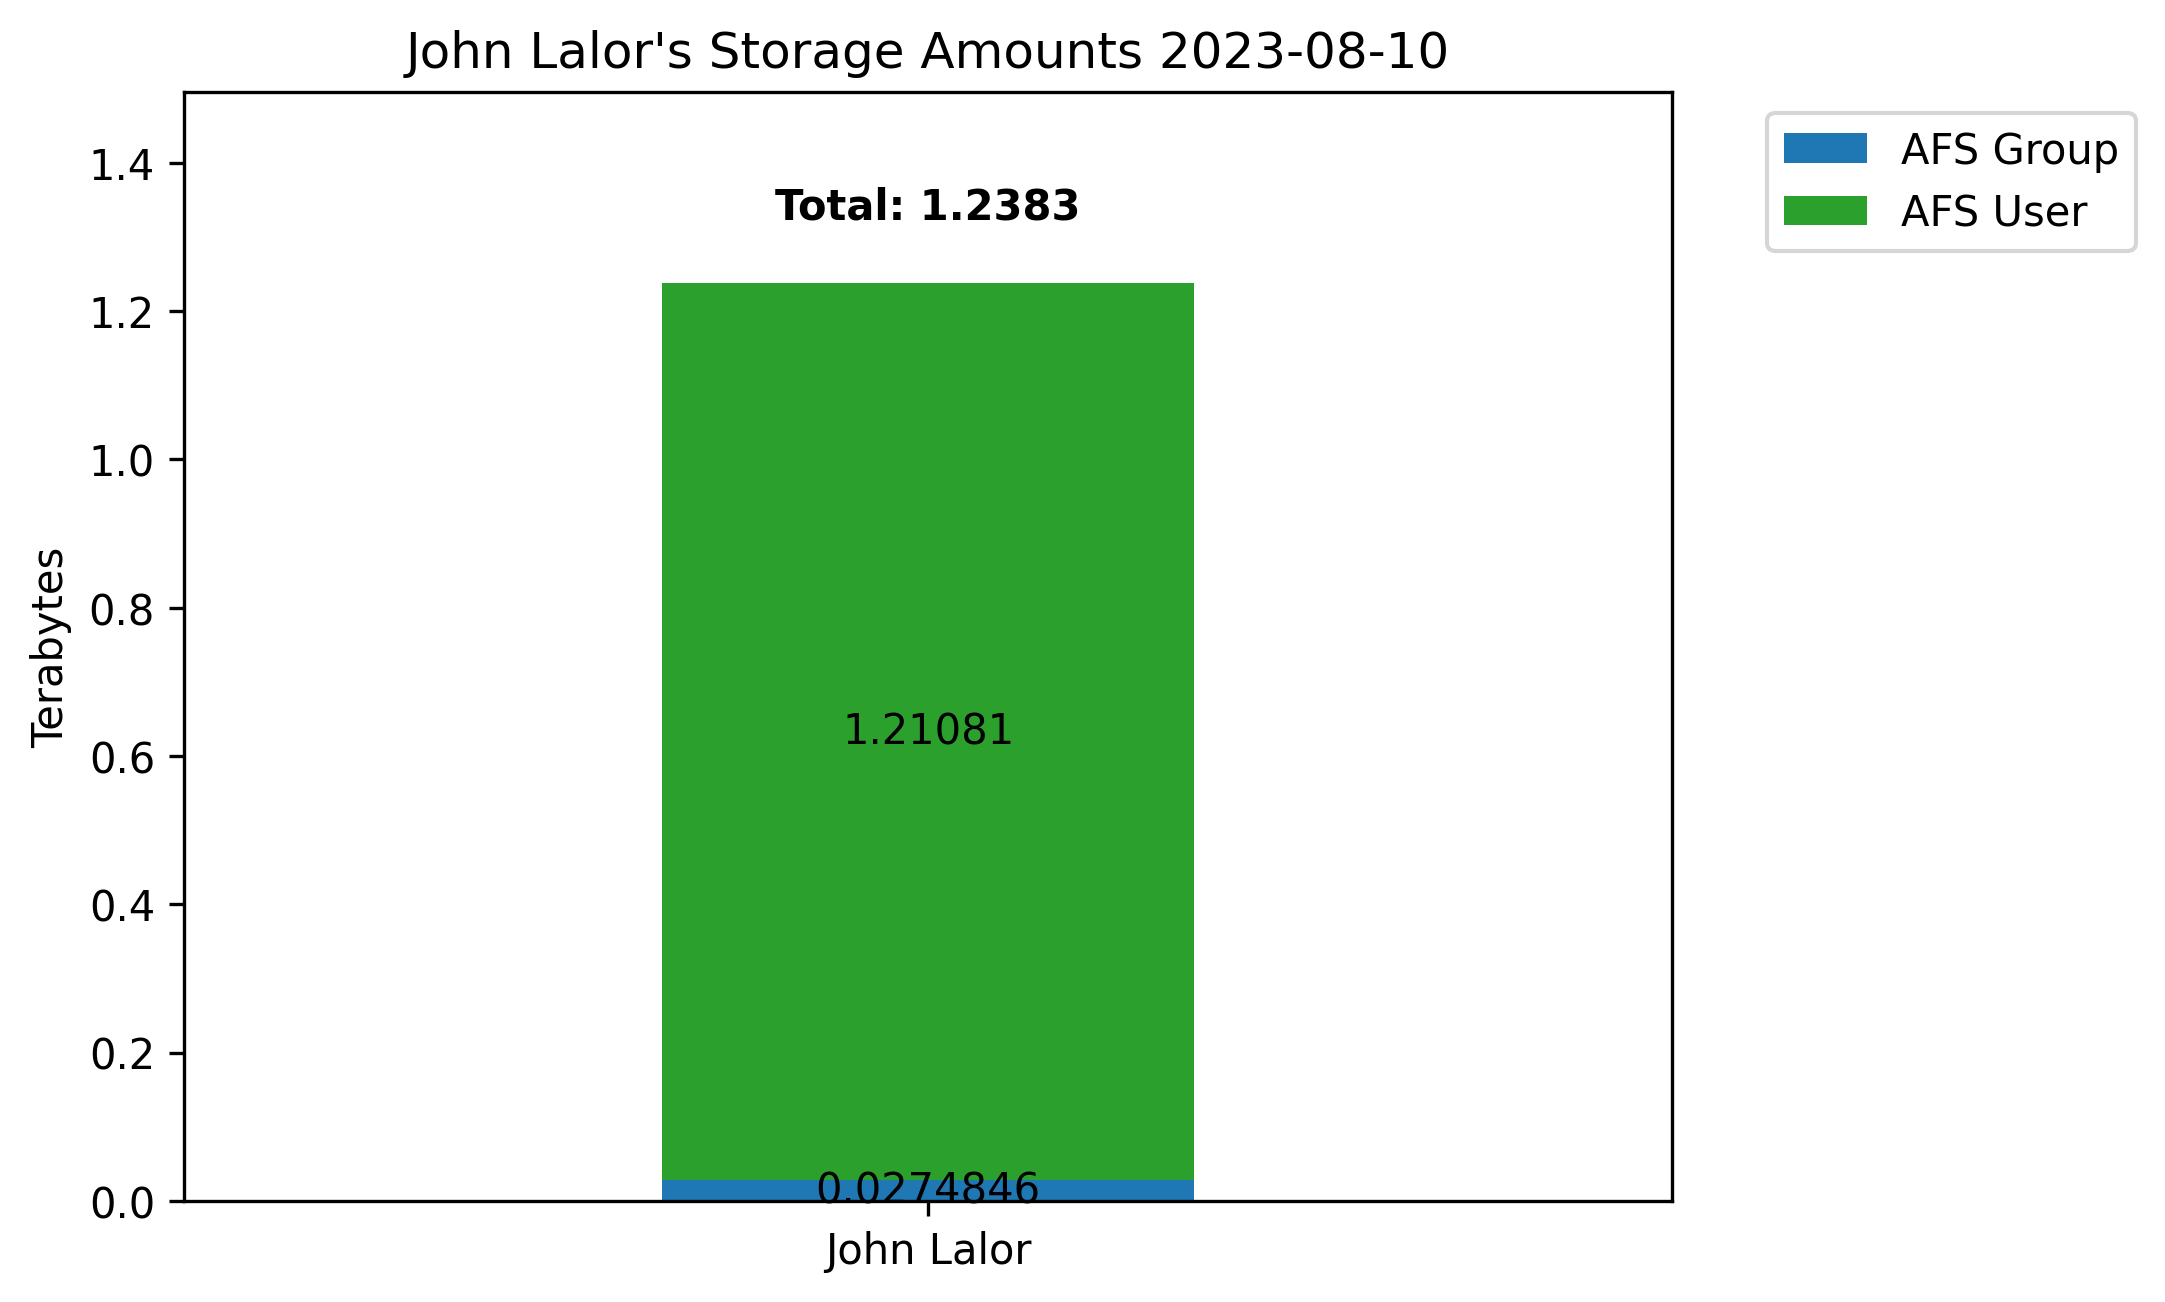 John Lalor's Storage Amounts 2023-08-10
AFS Group
AFS User
Total: 1.2383
1.21081
0.0274846
Terabytes
1.4
1.2
1.0
0.8
0.6
0.4
0.2
0.0
John Lalor